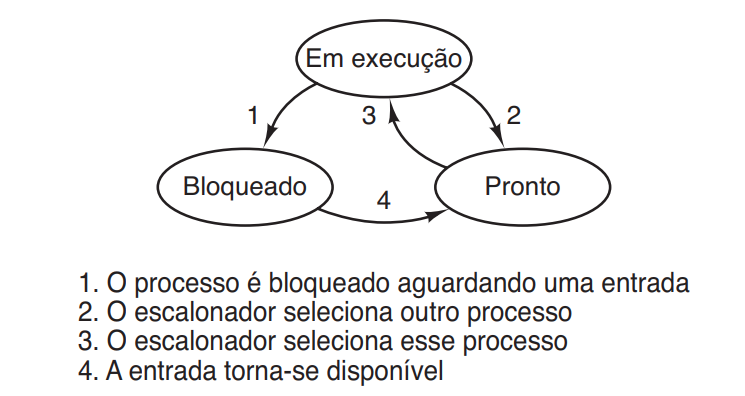 Em execução
1
3
2
Bloqueado
4
Pronto
1. O processo é bloqueado aguardando uma entrada
2. O escalonador seleciona outro processo
3. O escalonador seleciona esse processo
4. A entrada torna-se disponível